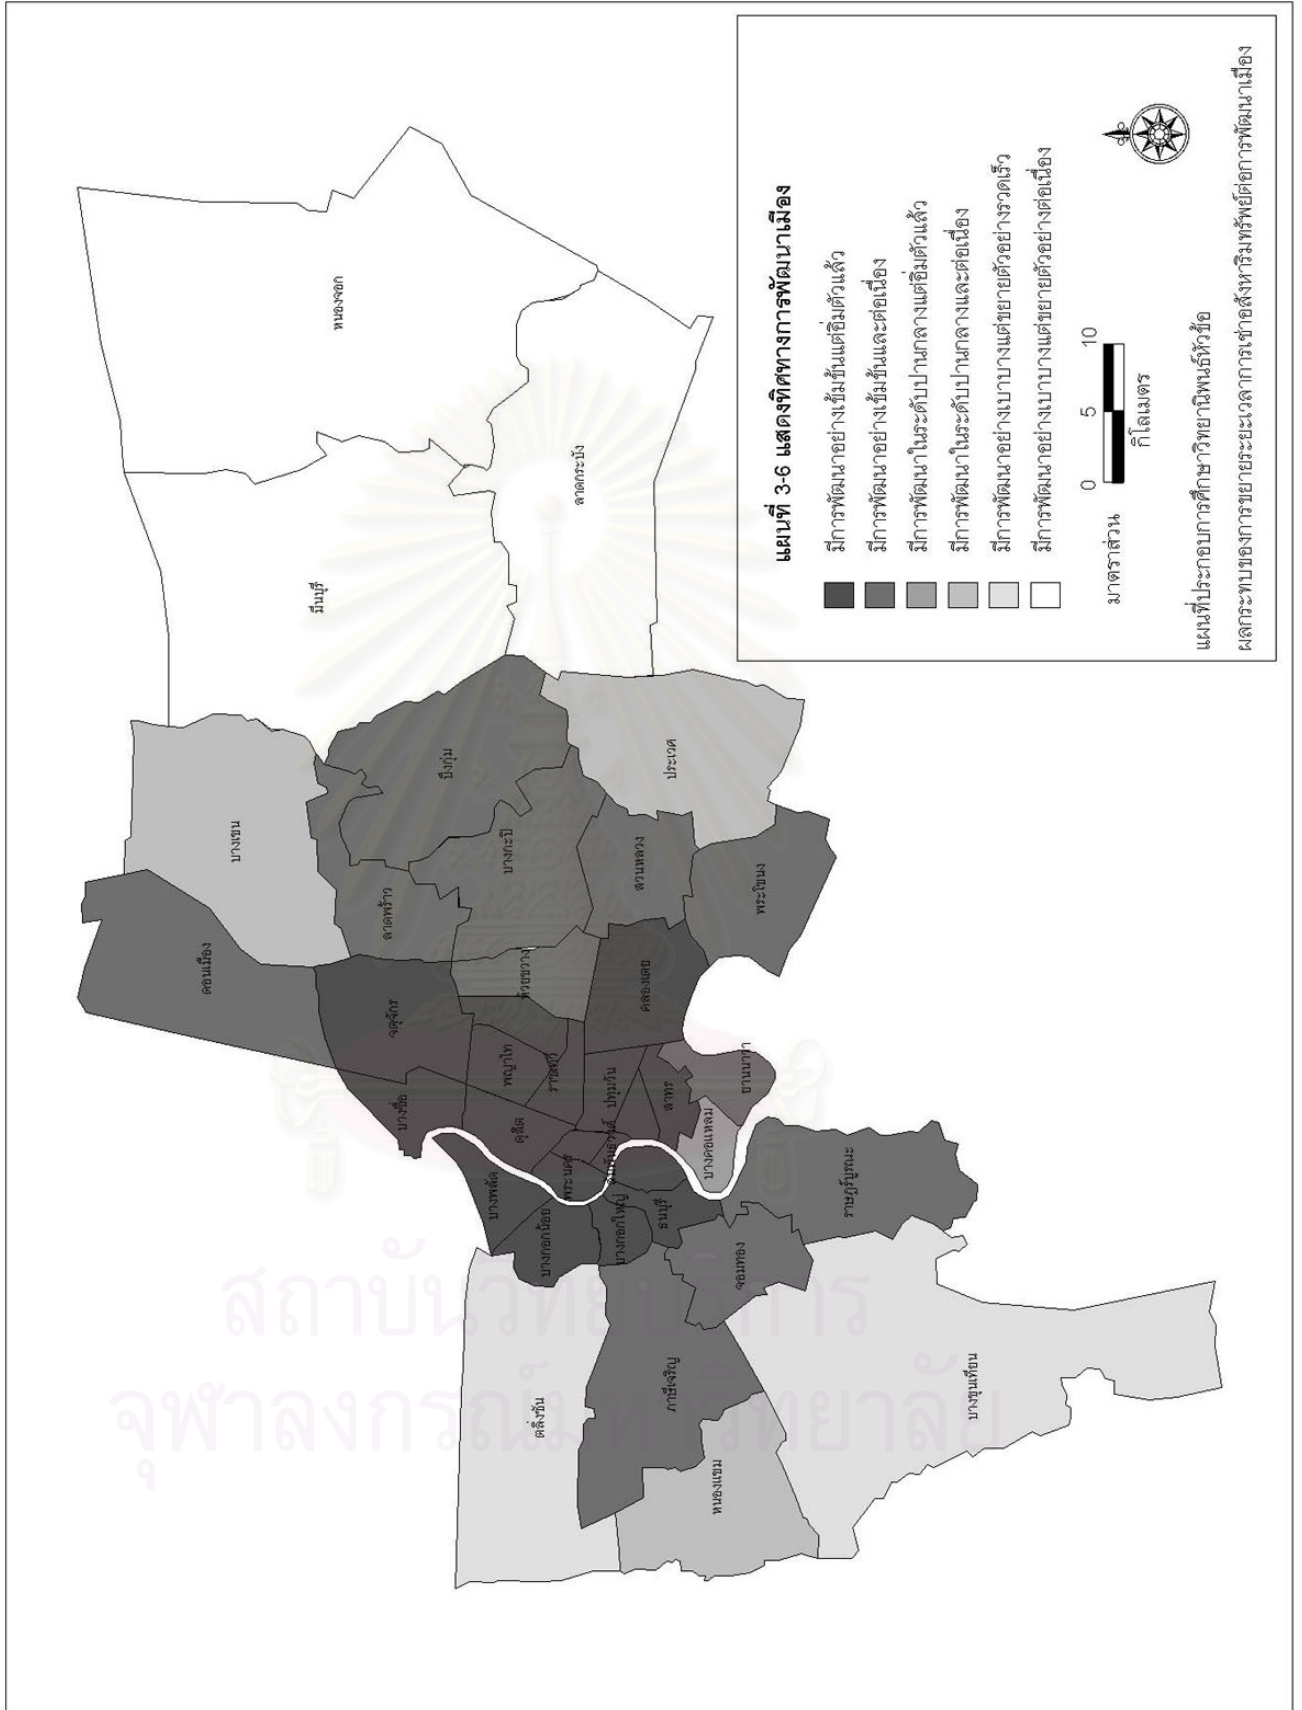 หนองจอก
มีนบุรี
ลาดกระบัง
บางเขน
บึงกุ่ม
ประเวศ
ดอนเมือง
ลาดพร้าว
บางกะปิ
สวนหลวง
พระโขนง
จตุจักร
ห้วยขวาง
คลองเตย
บางซื่อ
พญาไท
ราชเทวี
ดุสิต
ปทุมวัน
สาทร
ยานนาวา
บางคอแหลม
พระนคร
สัมพันธวงศ์
บางพลัด
บางกอกน้อย
บางกอกใหญ่
ธนบุรี
ราษฎร์บูรณะ
จอมทอง
ตลิ่งชัน
ภาษีเจริญ
หนองแขม
บางขุนเทียน
แผนที่ 3-6 แสดงทิศทางการพัฒนาเมือง
มีการพัฒนาอย่างเข้มข้นแต่อิ่มตัวแล้ว
มีการพัฒนาอย่างเข้มข้นและต่อเนื่อง
มีการพัฒนาในระดับปานกลางแต่อิ่มตัวแล้ว
มีการพัฒนาในระดับปานกลางและต่อเนื่อง
มีการพัฒนาอย่างเบาบางแต่ขยายตัวอย่างรวดเร็ว
มีการพัฒนาอย่างเบาบางแต่ขยายตัวอย่างต่อเนื่อง
มาตราส่วน 0 5 10
กิโลเมตร
แผนที่ประกอบการศึกษาวิทยานิพนธ์หัวข้อ
ผลกระทบของการขยายระยะเวลาการเช่าอสังหาริมทรัพย์ต่อการพัฒนาเมือง
สถาบันวิทยบริการ
จุฬาลงกรณ์มหาวิทยาลัย